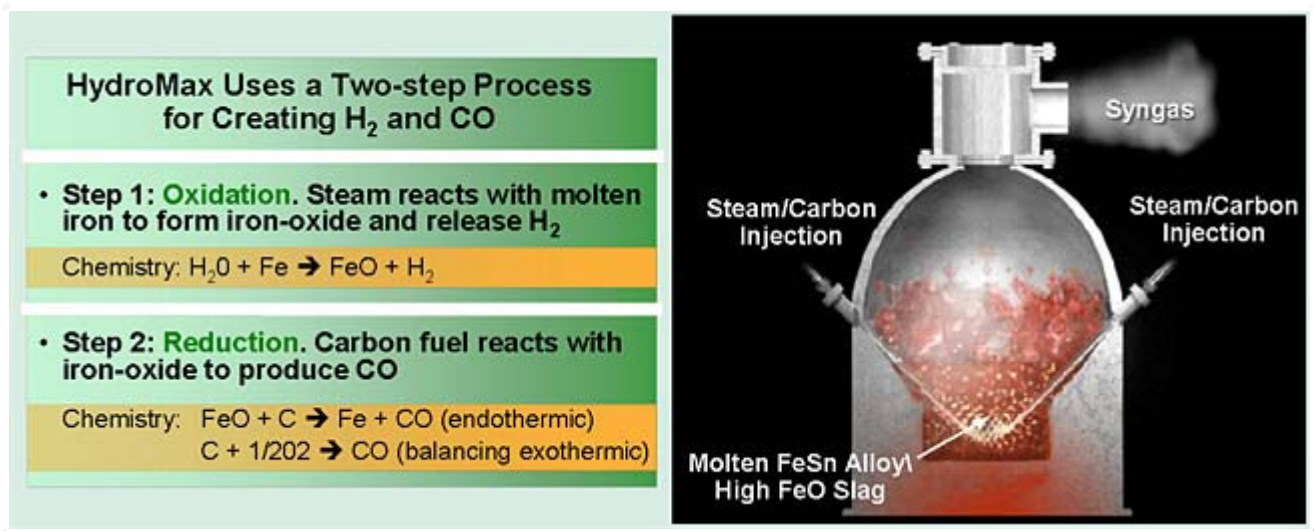 HydroMax Uses a Two-step Process
for Creating H₂ and CO
• Step 1: Oxidation. Steam reacts with molten
iron to form iron-oxide and release H₂
Chemistry: H₂0 + Fe ➔ FeO + H₂
• Step 2: Reduction. Carbon fuel reacts with
iron-oxide to produce CO
Chemistry: FeO + C ➔ Fe + CO (endothermic)
C + 1/202 ➔ CO (balancing exothermic)
Syngas
Steam/Carbon
Injection
Steam/Carbon
Injection
Molten FeSn Alloy\
High FeO Slag